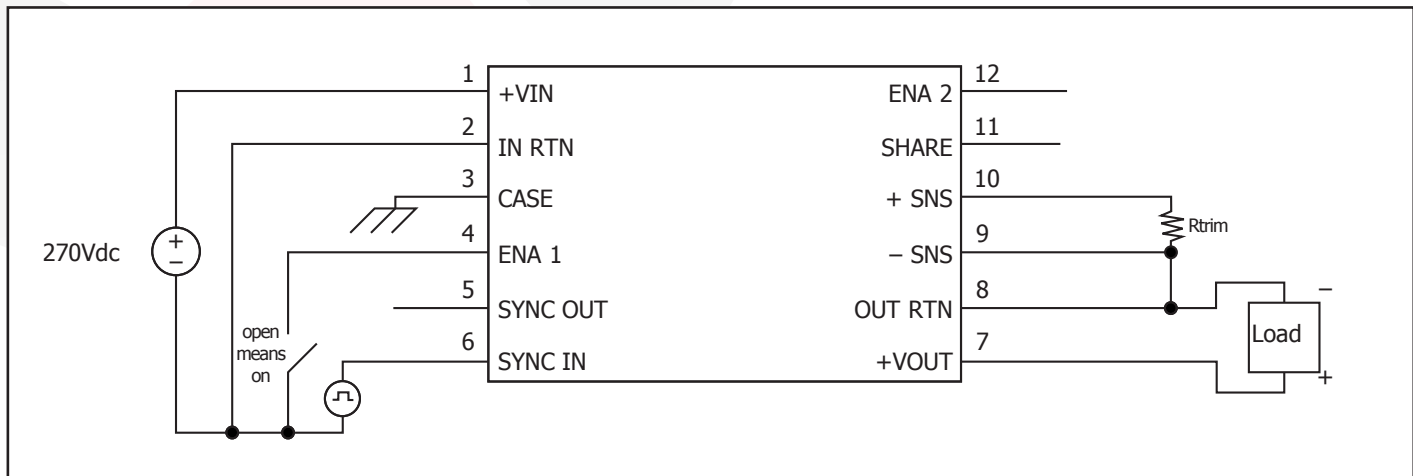 1
+VIN
2
IN RTN
3
CASE
4
ENA 1
5
SYNC OUT
6
SYNC IN
12
ENA 2
11
SHARE
10
+ SNS
9
− SNS
8
OUT RTN
7
+VOUT
270Vdc
+
−
open
means
on
Rtrim
−
Load
+